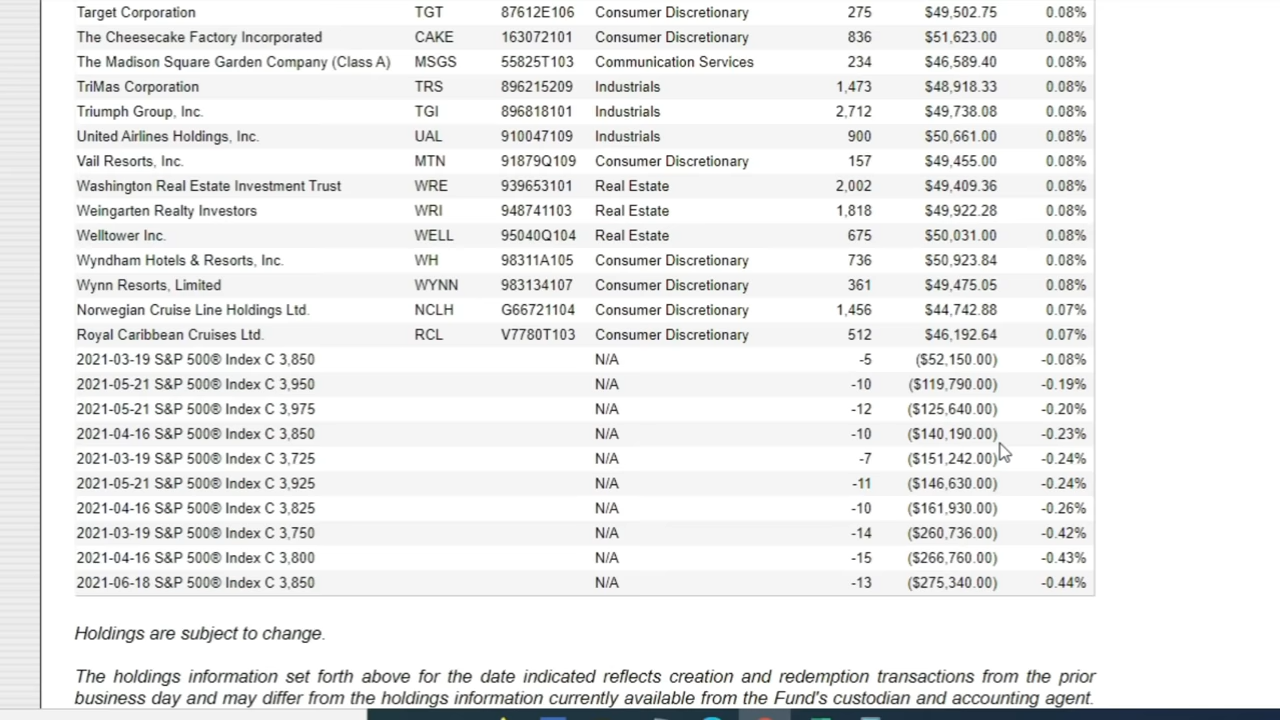 Target Corporation TGT 87612E106 Consumer Discretionary 275 $49,502.75 0.08%
The Cheesecake Factory Incorporated CAKE 163072101 Consumer Discretionary 836 $51,623.00 0.08%
The Madison Square Garden Company (Class A) MSGS 55825T103 Communication Services 234 $46,589.40 0.08%
TriMas Corporation TRS 896215209 Industrials 1,473 $48,918.33 0.08%
Triumph Group, Inc. TGI 896818101 Industrials 2,712 $49,738.08 0.08%
United Airlines Holdings, Inc. UAL 910047109 Industrials 900 $50,661.00 0.08%
Vail Resorts, Inc. MTN 91879Q109 Consumer Discretionary 157 $49,455.00 0.08%
Washington Real Estate Investment Trust WRE 939653101 Real Estate 2,002 $49,409.36 0.08%
Weingarten Realty Investors WRI 948741103 Real Estate 1,818 $49,922.28 0.08%
Welltower Inc. WELL 95040Q104 Real Estate 675 $50,031.00 0.08%
Wyndham Hotels & Resorts, Inc. WH 98311A105 Consumer Discretionary 736 $50,923.84 0.08%
Wynn Resorts, Limited WYNN 983134107 Consumer Discretionary 361 $49,475.05 0.08%
Norwegian Cruise Line Holdings Ltd. NCLH G66721104 Consumer Discretionary 1,456 $44,742.88 0.07%
Royal Caribbean Cruises Ltd. RCL V7780T103 Consumer Discretionary 512 $46,192.64 0.07%
2021-03-19 S&P 500® Index C 3,850 N/A -5 ($52,150.00) -0.08%
2021-05-21 S&P 500® Index C 3,950 N/A -10 ($119,790.00) -0.19%
2021-05-21 S&P 500® Index C 3,975 N/A -12 ($125,640.00) -0.20%
2021-04-16 S&P 500® Index C 3,850 N/A -10 ($140,190.00) -0.23%
2021-03-19 S&P 500® Index C 3,725 N/A -7 ($151,242.00) -0.24%
2021-05-21 S&P 500® Index C 3,925 N/A -11 ($146,630.00) -0.24%
2021-04-16 S&P 500® Index C 3,825 N/A -10 ($161,930.00) -0.26%
2021-03-19 S&P 500® Index C 3,750 N/A -14 ($260,736.00) -0.42%
2021-04-16 S&P 500® Index C 3,800 N/A -15 ($266,760.00) -0.43%
2021-06-18 S&P 500® Index C 3,850 N/A -13 ($275,340.00) -0.44%
Holdings are subject to change.
The holdings information set forth above for the date indicated reflects creation and redemption transactions from the prior
business day and may differ from the holdings information currently available from the Fund's custodian and accounting agent.